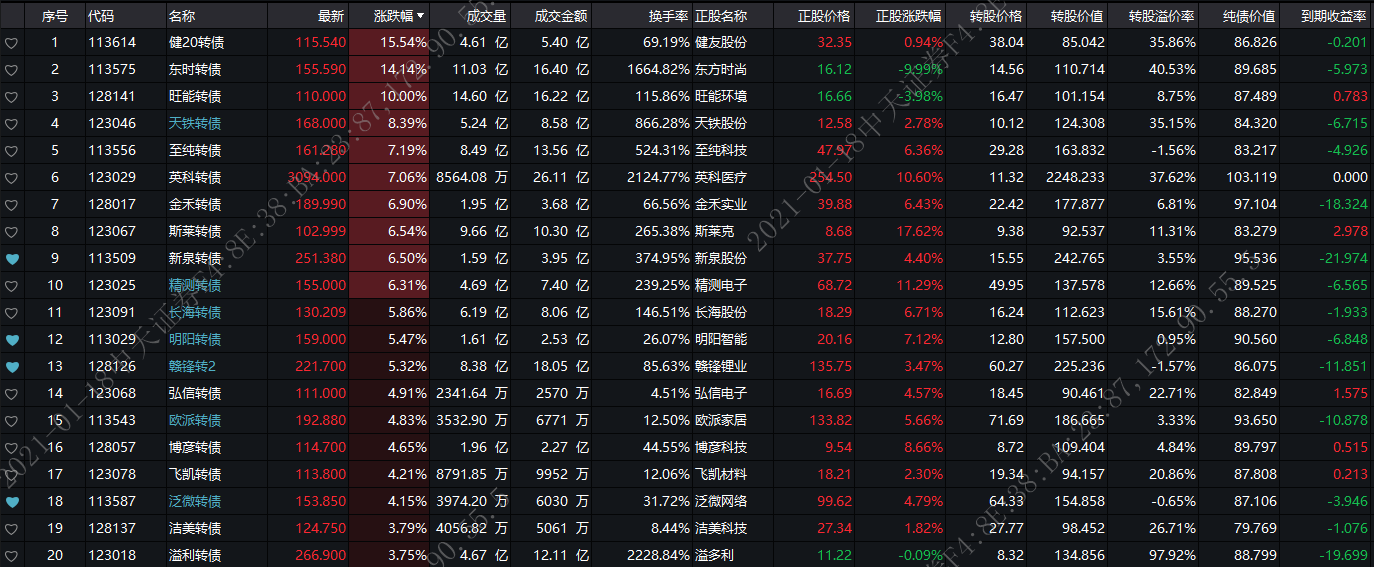 序号 代码 名称 最新 涨跌幅 成交量 成交金额 换手率 正股名称 正股价格 正股涨跌幅 转股价格 转股价值 转股溢价率 纯债价值 到期收益率
1 113614 健20转债 115.540 15.54% 4.61 亿 5.40 亿 69.19% 健友股份 32.35 0.94% 38.04 85.042 35.86% 86.826 -0.201
2 113575 东时转债 155.590 14.14% 11.03 亿 16.40 亿 1664.82% 东方时尚 16.12 -9.99% 14.56 110.714 40.53% 89.685 -5.973
3 128141 旺能转债 110.000 10.00% 14.60 亿 16.22 亿 115.86% 旺能环境 16.66 -3.98% 16.47 101.154 8.75% 87.489 0.783
4 123046 天铁转债 168.000 8.39% 5.24 亿 8.58 亿 866.28% 天铁股份 12.58 2.78% 10.12 124.308 35.15% 84.320 -6.715
5 113556 至纯转债 161.280 7.19% 8.49 亿 13.56 亿 524.31% 至纯科技 47.97 6.36% 29.28 163.832 -1.56% 83.217 -4.926
6 123029 英科转债 3094.000 7.06% 8564.08 万 26.11 亿 2124.77% 英科医疗 254.50 10.60% 11.32 2248.233 37.62% 103.119 0.000
7 128017 金禾转债 189.990 6.90% 1.95 亿 3.68 亿 66.56% 金禾实业 39.88 6.43% 22.42 177.877 6.81% 97.104 -18.324
8 123067 斯莱转债 102.999 6.54% 9.66 亿 10.30 亿 265.38% 斯莱克 8.68 17.62% 9.38 92.537 11.31% 83.279 2.978
9 113509 新泉转债 251.380 6.50% 1.59 亿 3.95 亿 374.95% 新泉股份 37.75 4.40% 15.55 242.765 3.55% 95.536 -21.974
10 123025 精测转债 155.000 6.31% 4.69 亿 7.40 亿 239.25% 精测电子 68.72 11.29% 49.95 137.578 12.66% 89.525 -6.565
11 123091 长海转债 130.209 5.86% 6.19 亿 8.06 亿 146.51% 长海股份 18.29 6.71% 16.24 112.623 15.61% 88.270 -1.933
12 113029 明阳转债 159.000 5.47% 1.61 亿 2.53 亿 26.07% 明阳智能 20.16 7.12% 12.80 157.500 0.95% 90.560 -6.848
13 128126 赣锋转2 221.700 5.32% 8.38 亿 18.05 亿 85.63% 赣锋锂业 135.75 3.47% 60.27 225.236 -1.57% 86.075 -11.851
14 123068 弘信转债 111.000 4.91% 2341.64 万 2570 万 4.51% 弘信电子 16.69 4.57% 18.45 90.461 22.71% 82.849 1.575
15 113543 欧派转债 192.880 4.83% 3532.90 万 6771 万 12.50% 欧派家居 133.82 5.66% 71.69 186.665 3.33% 93.650 -10.878
16 128057 博彦转债 114.700 4.65% 1.96 亿 2.27 亿 44.55% 博彦科技 9.54 8.66% 8.72 109.404 4.84% 89.797 0.515
17 123078 飞凯转债 113.800 4.21% 8791.85 万 9952 万 12.06% 飞凯材料 18.21 2.30% 19.34 94.157 20.86% 87.808 0.213
18 113587 泛微转债 153.850 4.15% 3974.20 万 6030 万 31.72% 泛微网络 99.62 4.79% 64.33 154.858 -0.65% 87.106 -3.946
19 128137 洁美转债 124.750 3.79% 4056.82 万 5061 万 8.44% 洁美科技 27.34 1.82% 27.77 98.452 26.71% 79.769 -1.076
20 123018 溢利转债 266.900 3.75% 4.67 亿 12.11 亿 2228.84% 溢多利 11.22 -0.09% 8.32 134.856 97.92% 88.799 -19.699